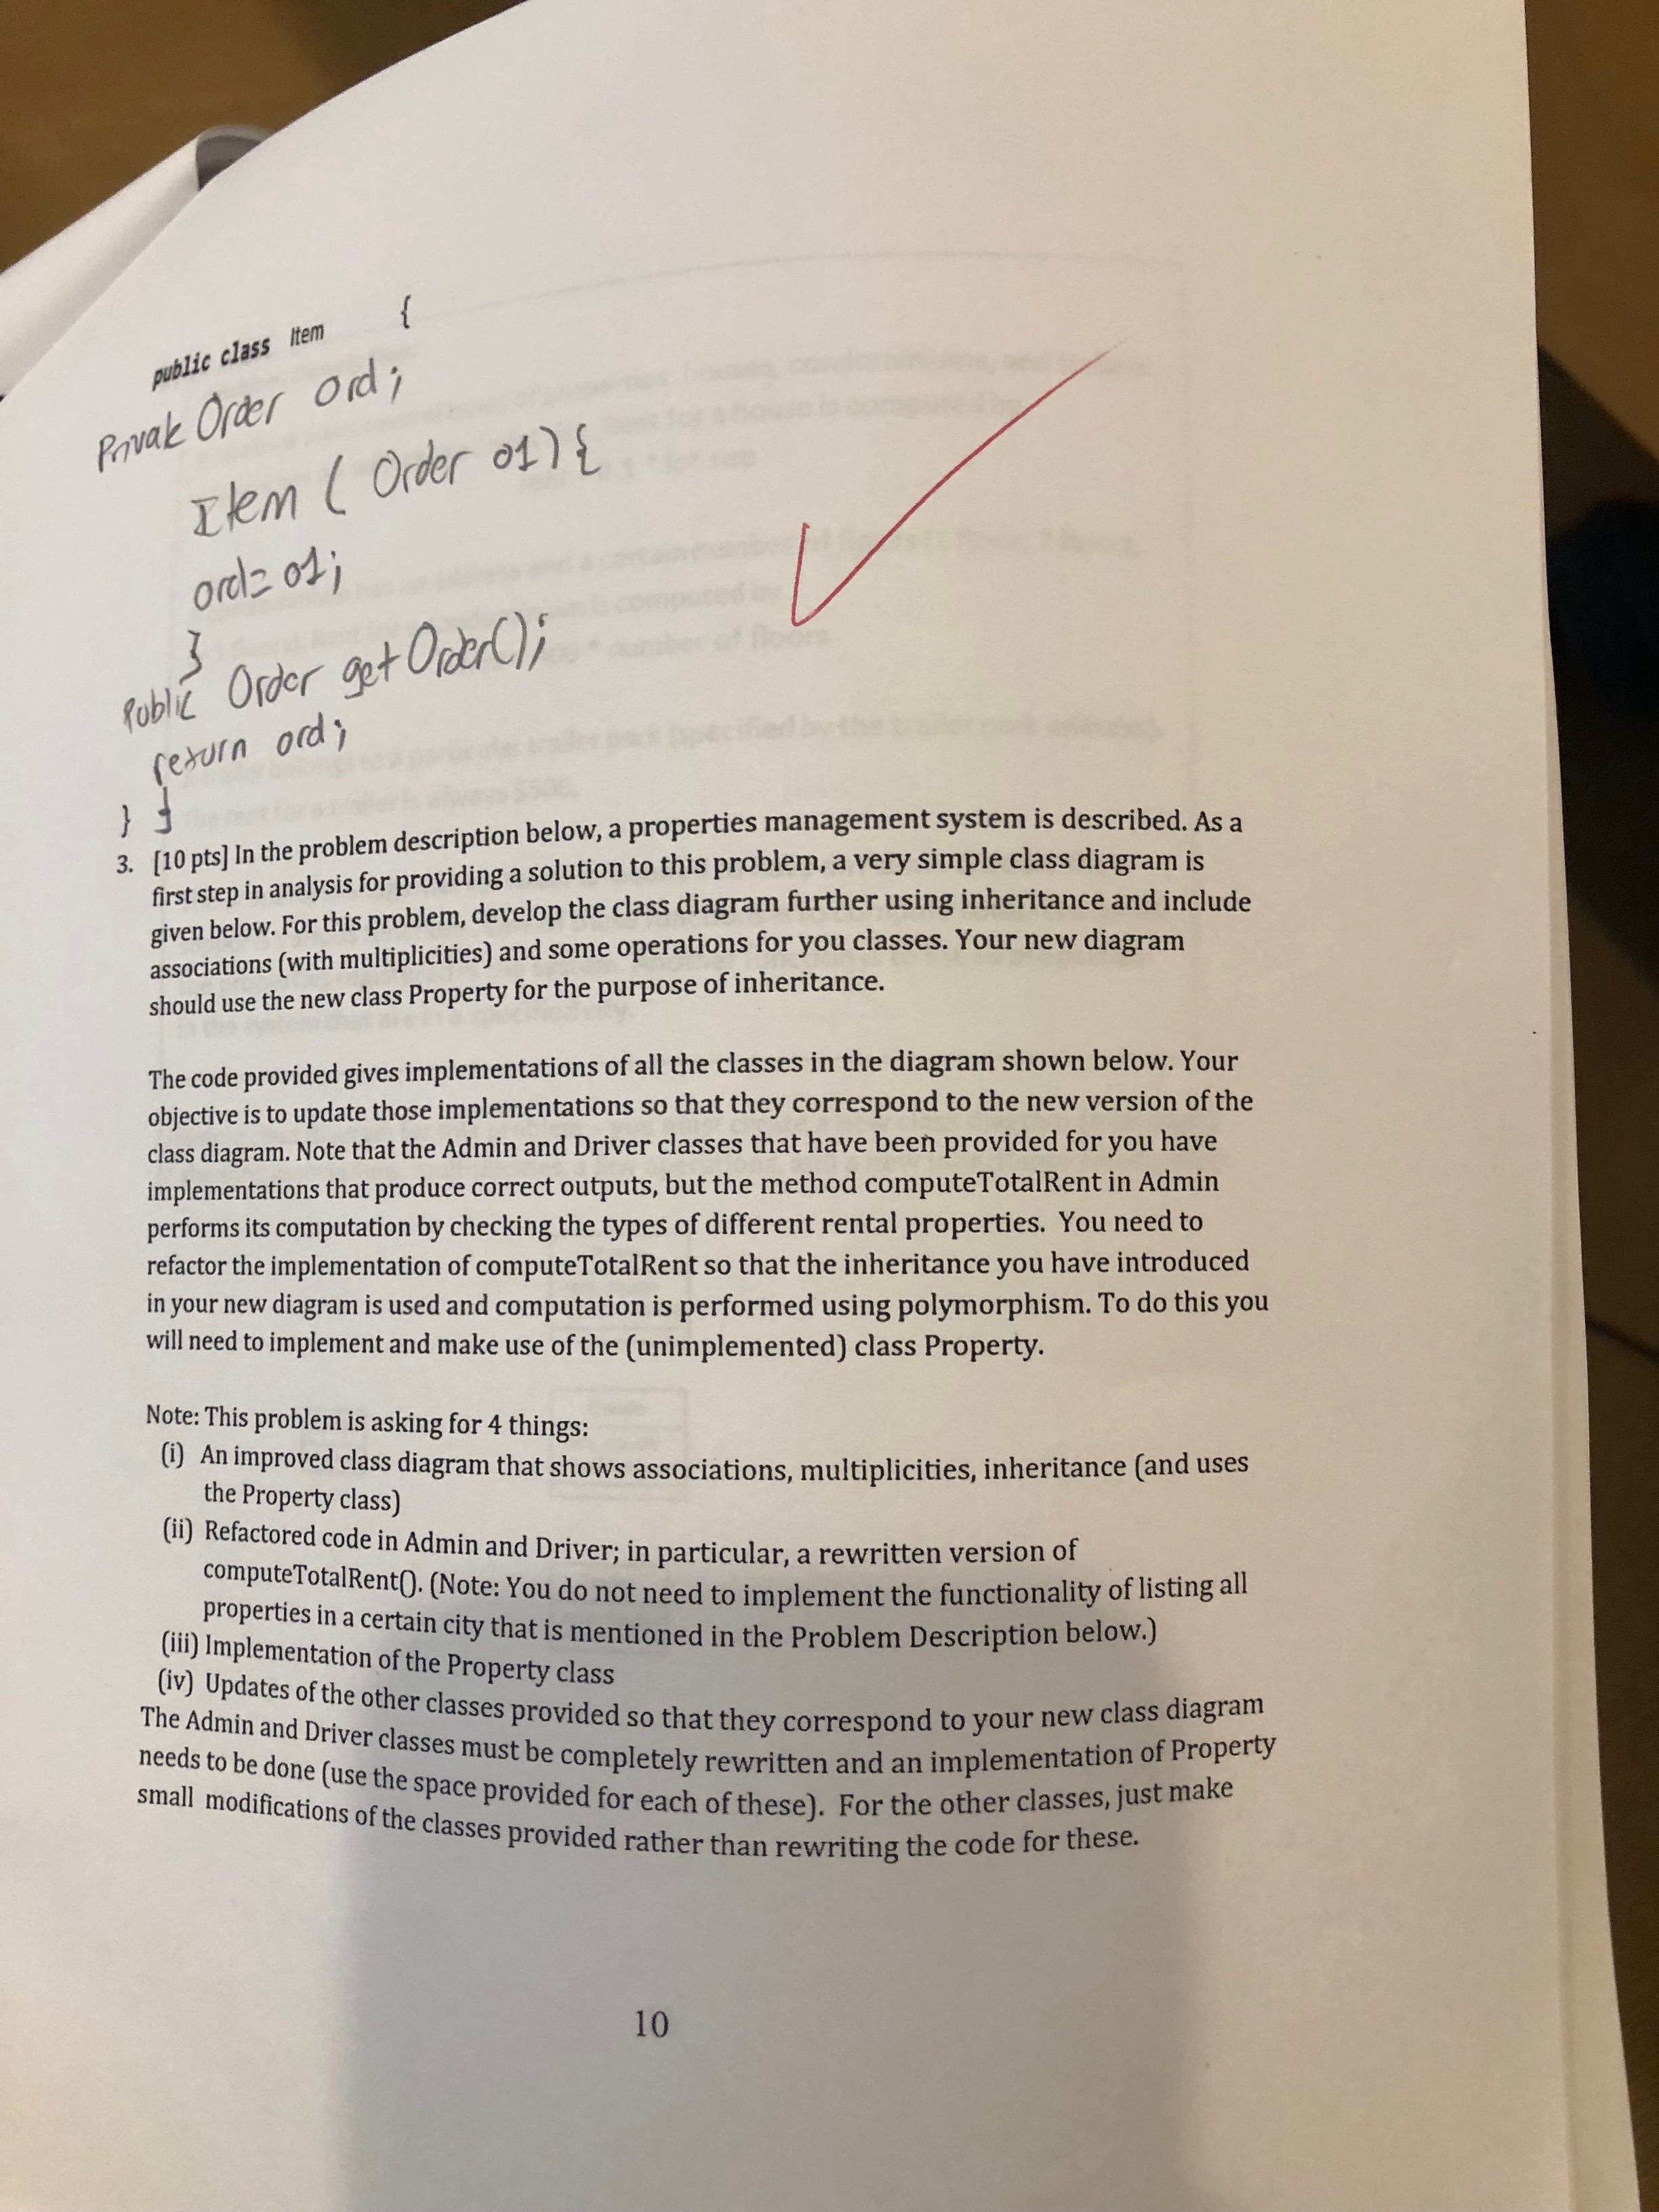 public class Item {
Private Order ord;
Item ( Order o1) {
ord= o1;
}
Public Order getOrder();
return ord;
} }
3. [10 pts] In the problem description below, a properties management system is described. As a
first step in analysis for providing a solution to this problem, a very simple class diagram is
given below. For this problem, develop the class diagram further using inheritance and include
associations (with multiplicities) and some operations for you classes. Your new diagram
should use the new class Property for the purpose of inheritance.
The code provided gives implementations of all the classes in the diagram shown below. Your
objective is to update those implementations so that they correspond to the new version of the
class diagram. Note that the Admin and Driver classes that have been provided for you have
implementations that produce correct outputs, but the method computeTotalRent in Admin
performs its computation by checking the types of different rental properties. You need to
refactor the implementation of computeTotalRent so that the inheritance you have introduced
in your new diagram is used and computation is performed using polymorphism. To do this you
will need to implement and make use of the (unimplemented) class Property.
Note: This problem is asking for 4 things:
(i) An improved class diagram that shows associations, multiplicities, inheritance (and uses
the Property class)
(ii) Refactored code in Admin and Driver; in particular, a rewritten version of
computeTotalRent(). (Note: You do not need to implement the functionality of listing all
properties in a certain city that is mentioned in the Problem Description below.)
(iii) Implementation of the Property class
(iv) Updates of the other classes provided so that they correspond to your new class diagram
The Admin and Driver classes must be completely rewritten and an implementation of Property
needs to be done (use the space provided for each of these). For the other classes, just make
small modifications of the classes provided rather than rewriting the code for these.
10